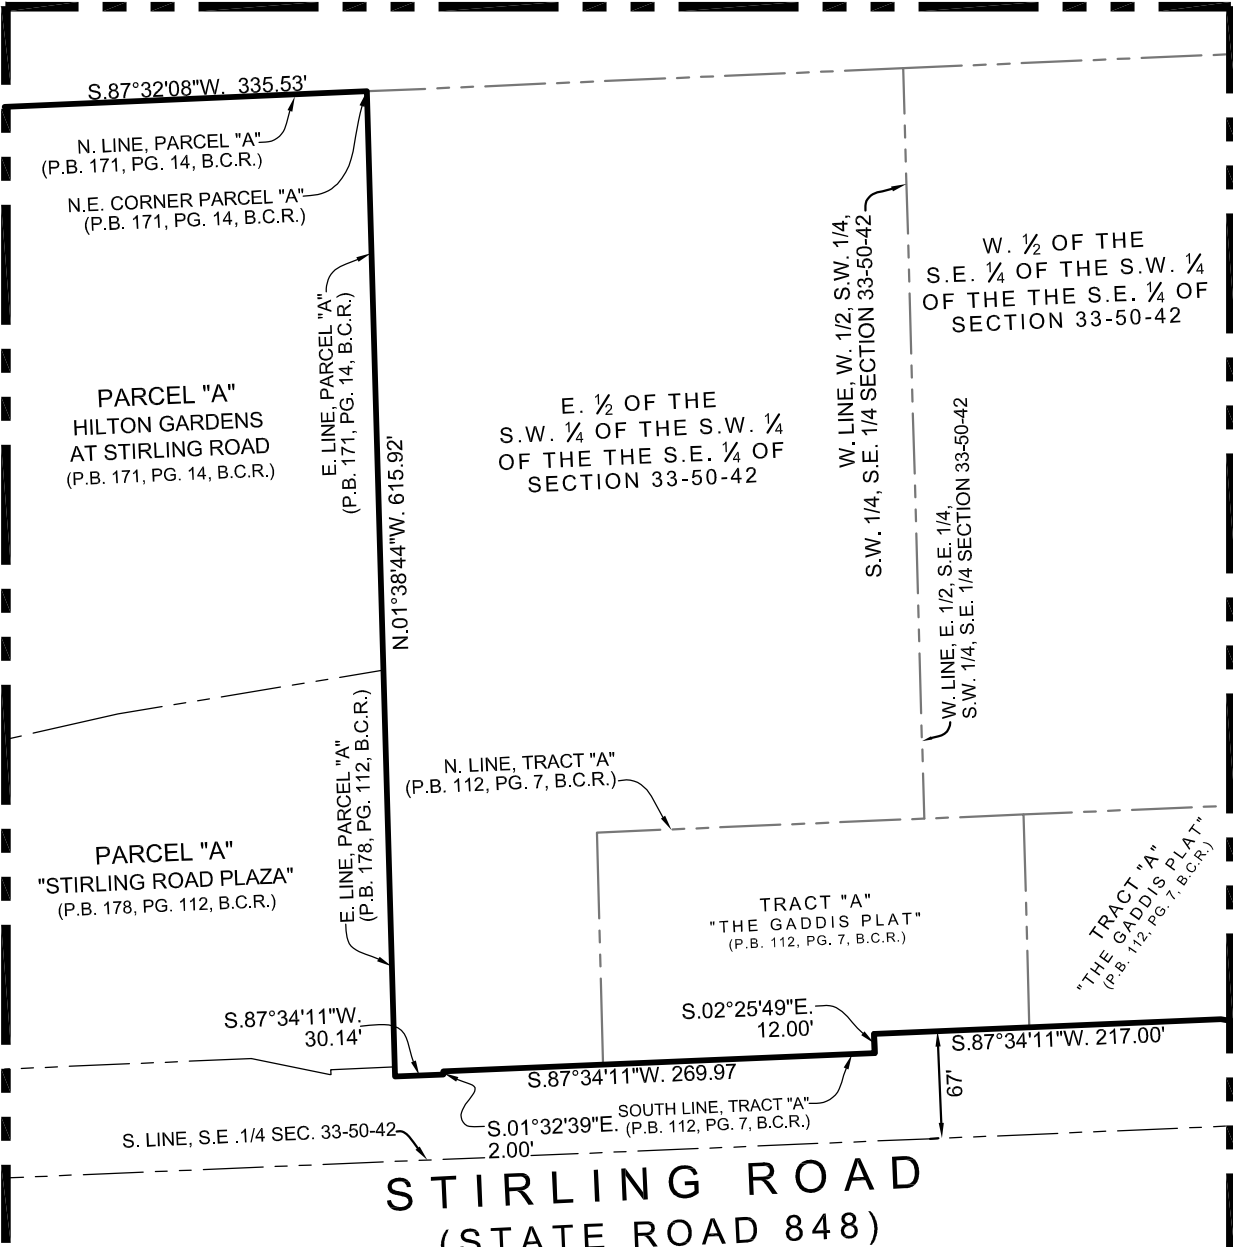 S.87°32'08"W. 335.53'
N. LINE, PARCEL "A"
(P.B. 171, PG. 14, B.C.R.)
N.E. CORNER PARCEL "A"
(P.B. 171, PG. 14, B.C.R.)
E. LINE, PARCEL "A"
(P.B. 171, PG. 14, B.C.R.)
PARCEL "A"
HILTON GARDENS
AT STIRLING ROAD
(P.B. 171, PG. 14, B.C.R.)
N.01°38'44"W. 615.92'
E. ½ OF THE
S.W. ¼ OF THE S.W. ¼
OF THE THE S.E. ¼ OF
SECTION 33-50-42
W. LINE, W. 1/2, S.W. 1/4,
S.W. 1/4, S.E. 1/4 SECTION 33-50-42
W. ½ OF THE
S.E. ¼ OF THE S.W. ¼
OF THE THE S.E. ¼ OF
SECTION 33-50-42
W. LINE, E. 1/2, S.E. 1/4,
S.W. 1/4, S.E. 1/4 SECTION 33-50-42
E. LINE, PARCEL "A"
(P.B. 178, PG. 112, B.C.R.)
N. LINE, TRACT "A"
(P.B. 112, PG. 7, B.C.R.)
PARCEL "A"
"STIRLING ROAD PLAZA"
(P.B. 178, PG. 112, B.C.R.)
TRACT "A"
"THE GADDIS PLAT"
(P.B. 112, PG. 7, B.C.R.)
TRACT "A"
"THE GADDIS PLAT"
(P.B. 112, PG. 7, B.C.R.)
S.87°34'11"W.
30.14'
S.02°25'49"E.
12.00'
S.87°34'11"W. 217.00'
S.87°34'11"W. 269.97
67'
S.01°32'39"E.
2.00'
SOUTH LINE, TRACT "A"
(P.B. 112, PG. 7, B.C.R.)
S. LINE, S.E .1/4 SEC. 33-50-42
STIRLING ROAD
(STATE ROAD 848)